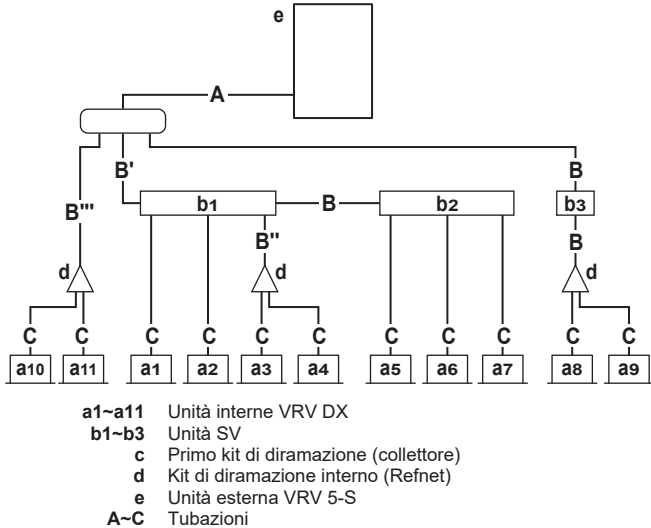 e
A
B'
B
B'''
b1
B
b2
b3
B''
B
d
d
d
C
C
C
C
C
C
C
C
C
C
C
a10
a11
a1
a2
a3
a4
a5
a6
a7
a8
a9
a1~a11 Unità interne VRV DX
b1~b3 Unità SV
c Primo kit di diramazione (collettore)
d Kit di diramazione interno (Refnet)
e Unità esterna VRV 5-S
A~C Tubazioni